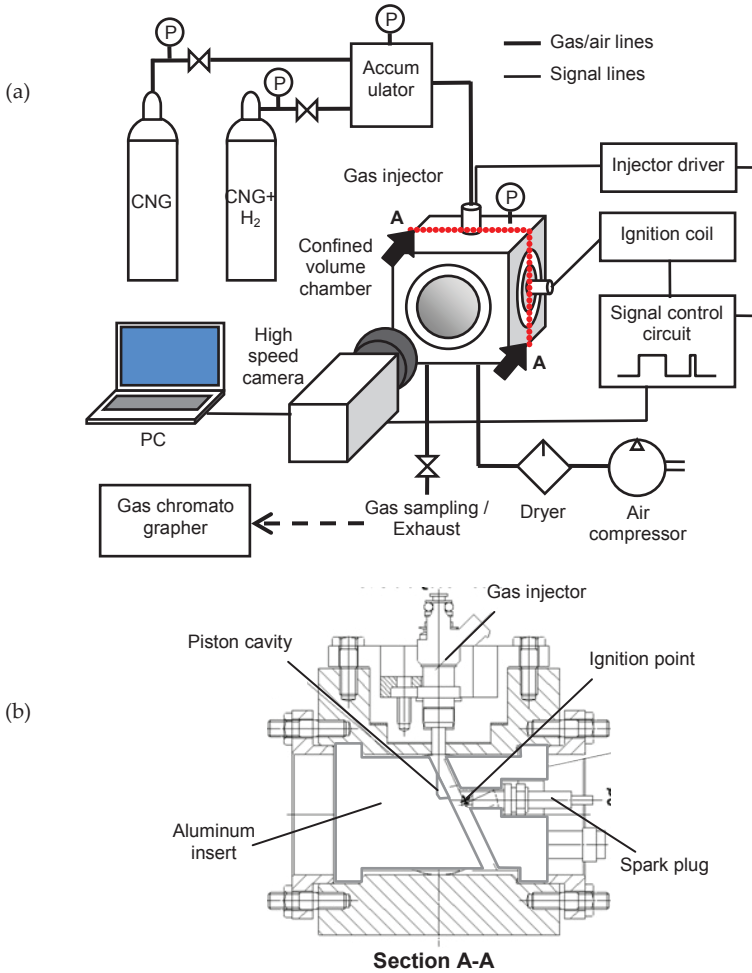 (a)
P
P
P
Accum
ulator
Gas/air lines
Signal lines
CNG
CNG+
H2
Gas injector
P
Injector driver
A
Confined
volume
chamber
Ignition coil
Signal control
circuit
High
speed
camera
A
PC
Gas chromato
grapher
Gas sampling /
Exhaust
Dryer
Air
compressor
(b)
Gas injector
Piston cavity
Ignition point
Aluminum
insert
Spark plug
Section A-A